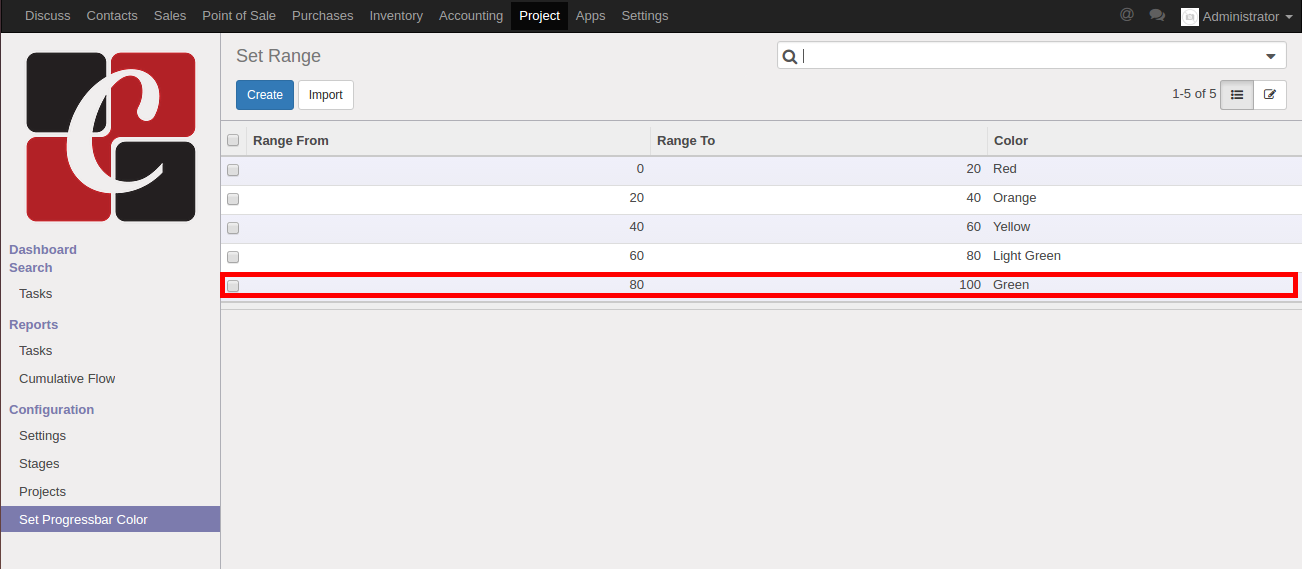 Discuss Contacts Sales Point of Sale Purchases Inventory Accounting Project Apps Settings @ Administrator
C
Set Range
Create Import 1-5 of 5
Range From Range To Color
0 20 Red
20 40 Orange
40 60 Yellow
60 80 Light Green
80 100 Green
Dashboard
Search
Tasks
Reports
Tasks
Cumulative Flow
Configuration
Settings
Stages
Projects
Set Progressbar Color